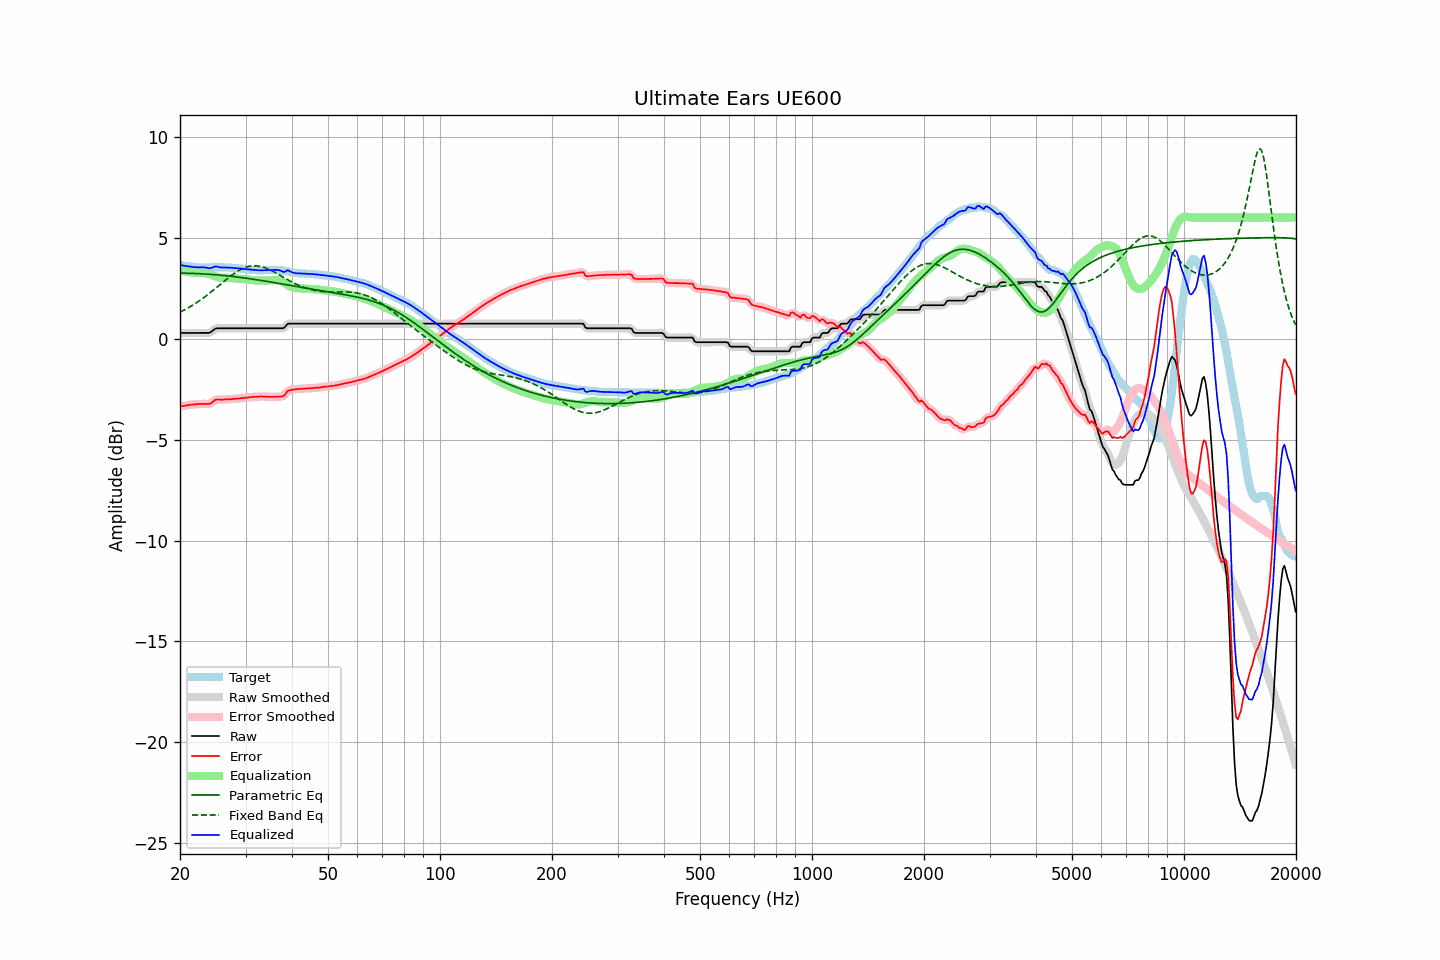 Ultimate Ears UE600
10
5
0
−5
−10
−15
−20
−25
Amplitude (dBr)
Target
Raw Smoothed
Error Smoothed
Raw
Error
Equalization
Parametric Eq
Fixed Band Eq
Equalized
20 50 100 200 500 1000 2000 5000 10000 20000
Frequency (Hz)